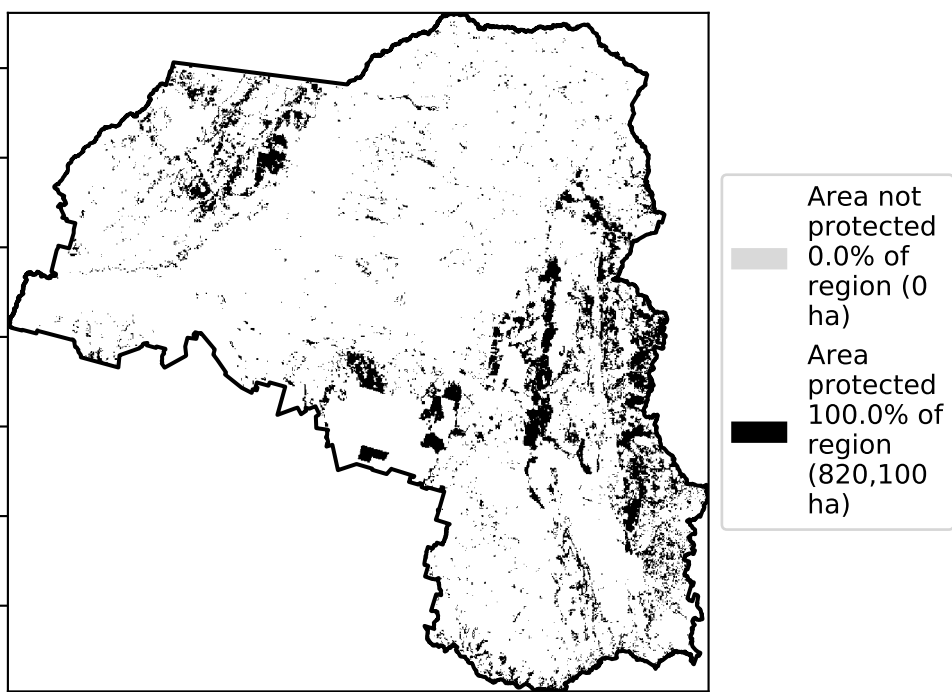 Area not
protected
0.0% of
region (0
ha)
Area
protected
100.0% of
region
(820,100
ha)